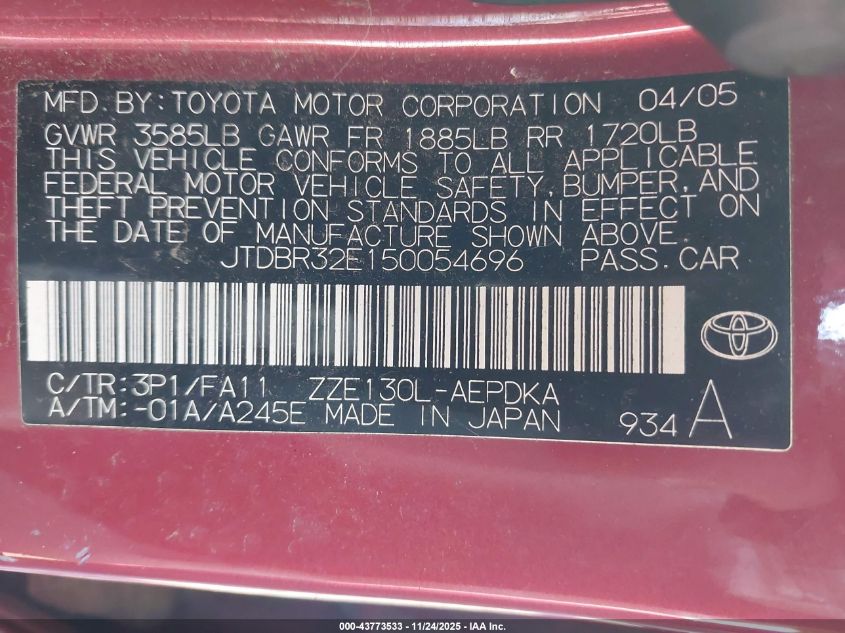 MFD. BY: TOYOTA MOTOR CORPORATION 04/05
GVWR 3585LB GAWR FR 1885LB RR 1720LB
THIS VEHICLE CONFORMS TO ALL APPLICABLE
FEDERAL MOTOR VEHICLE SAFETY, BUMPER, AND
THEFT PREVENTION STANDARDS IN EFFECT ON
THE DATE OF MANUFACTURE SHOWN ABOVE.
JTDBR32E150054696 PASS. CAR
C/TR: 3P1/FA11 ZZE130L-AEPDKA
A/TM: -01A/A245E MADE IN JAPAN 934 A
000-43773533 - 11/24/2025 - IAA Inc.